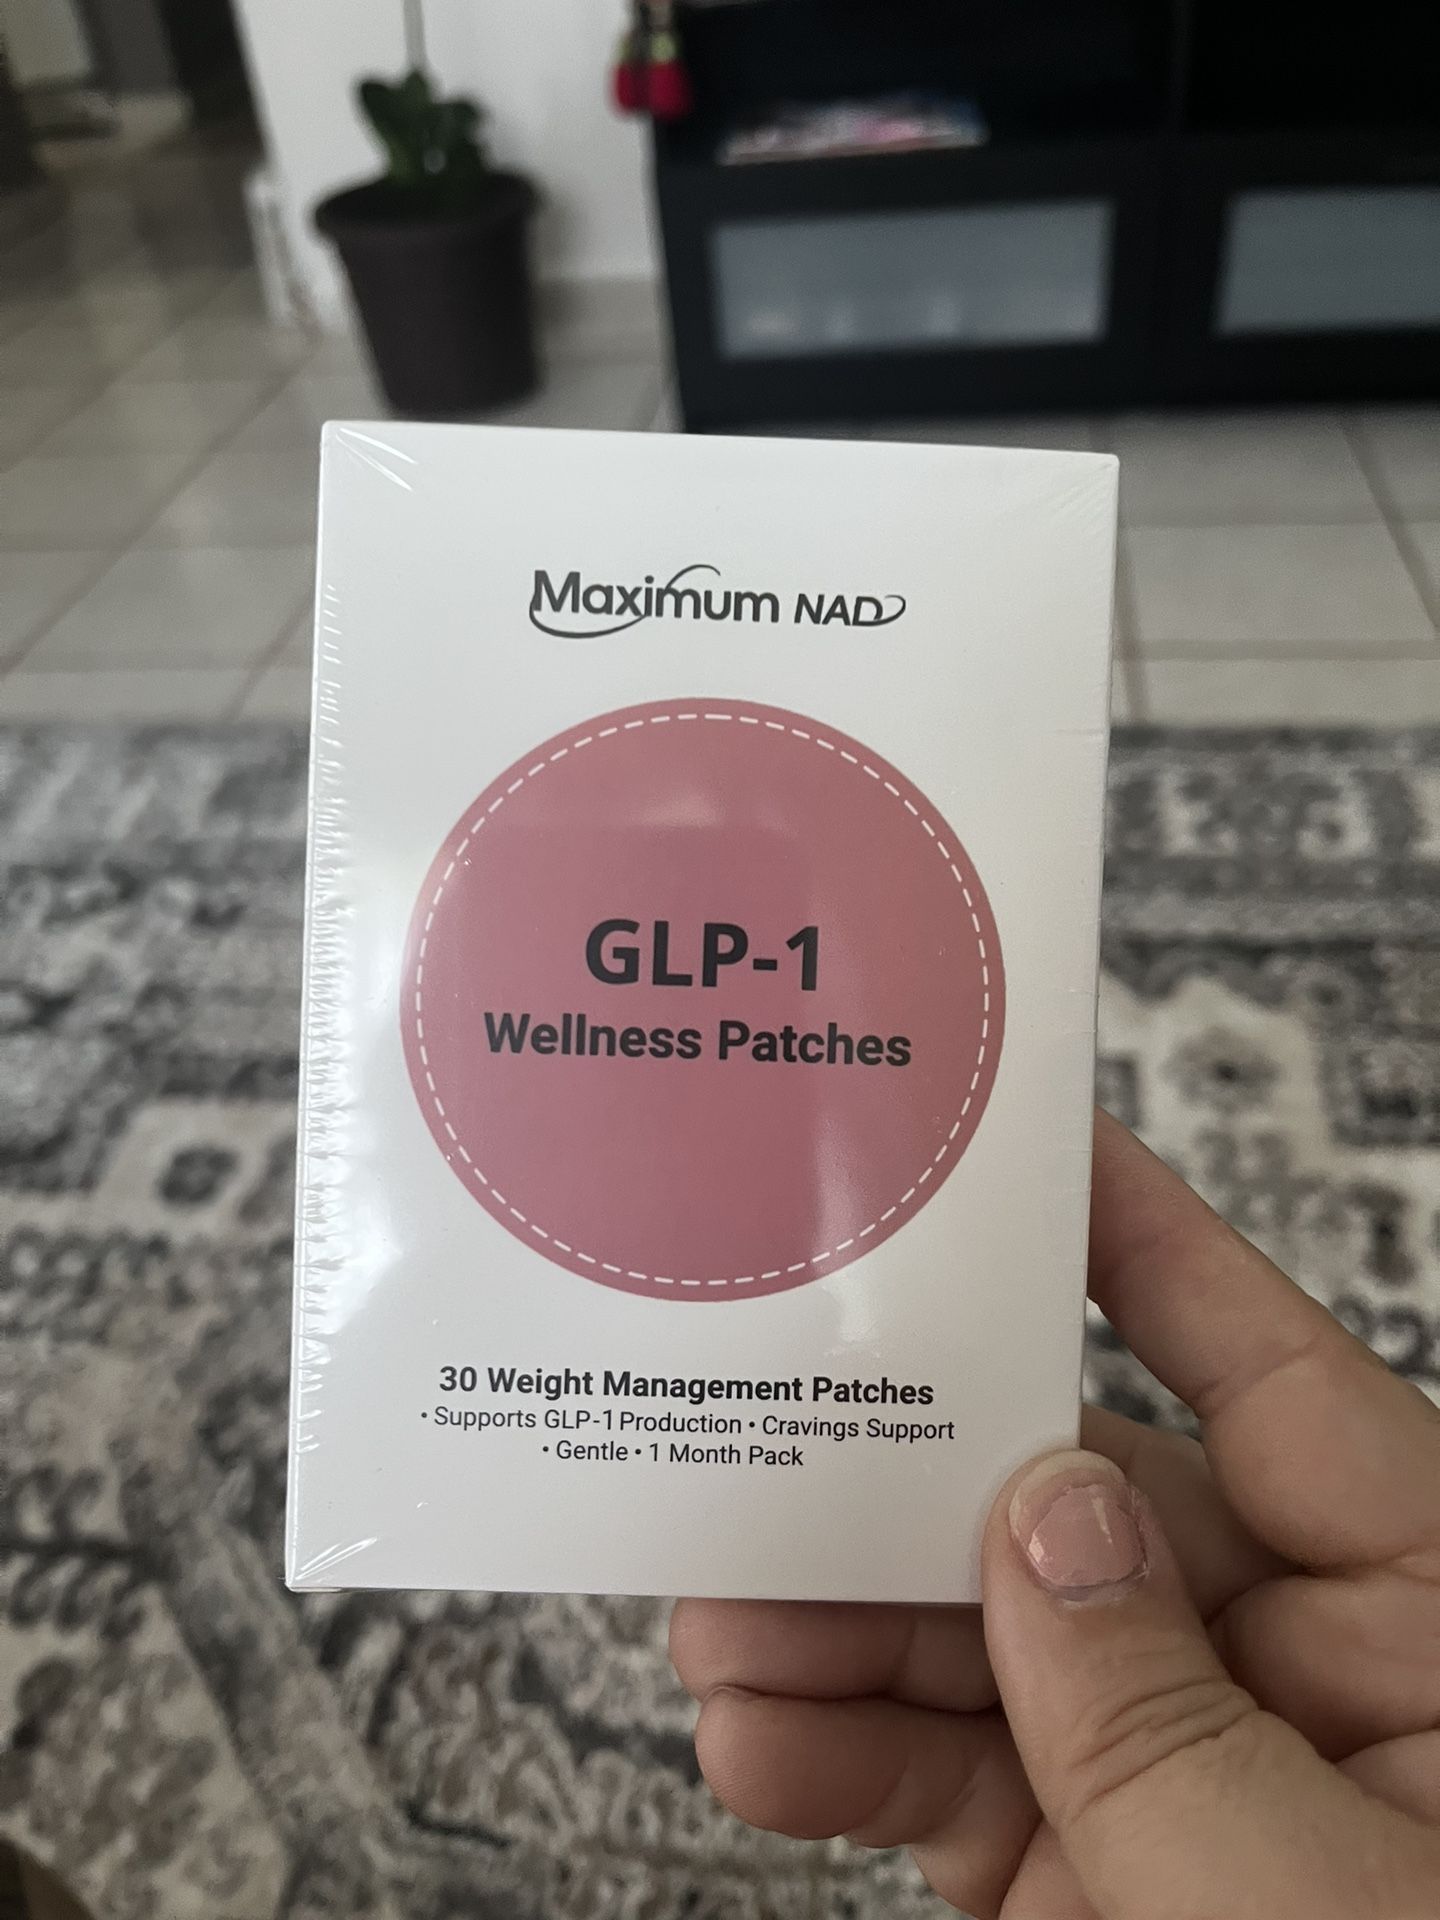 Maximum NAD
GLP-1
Wellness Patches
30 Weight Management Patches
• Supports GLP-1 Production • Cravings Support
• Gentle • 1 Month Pack